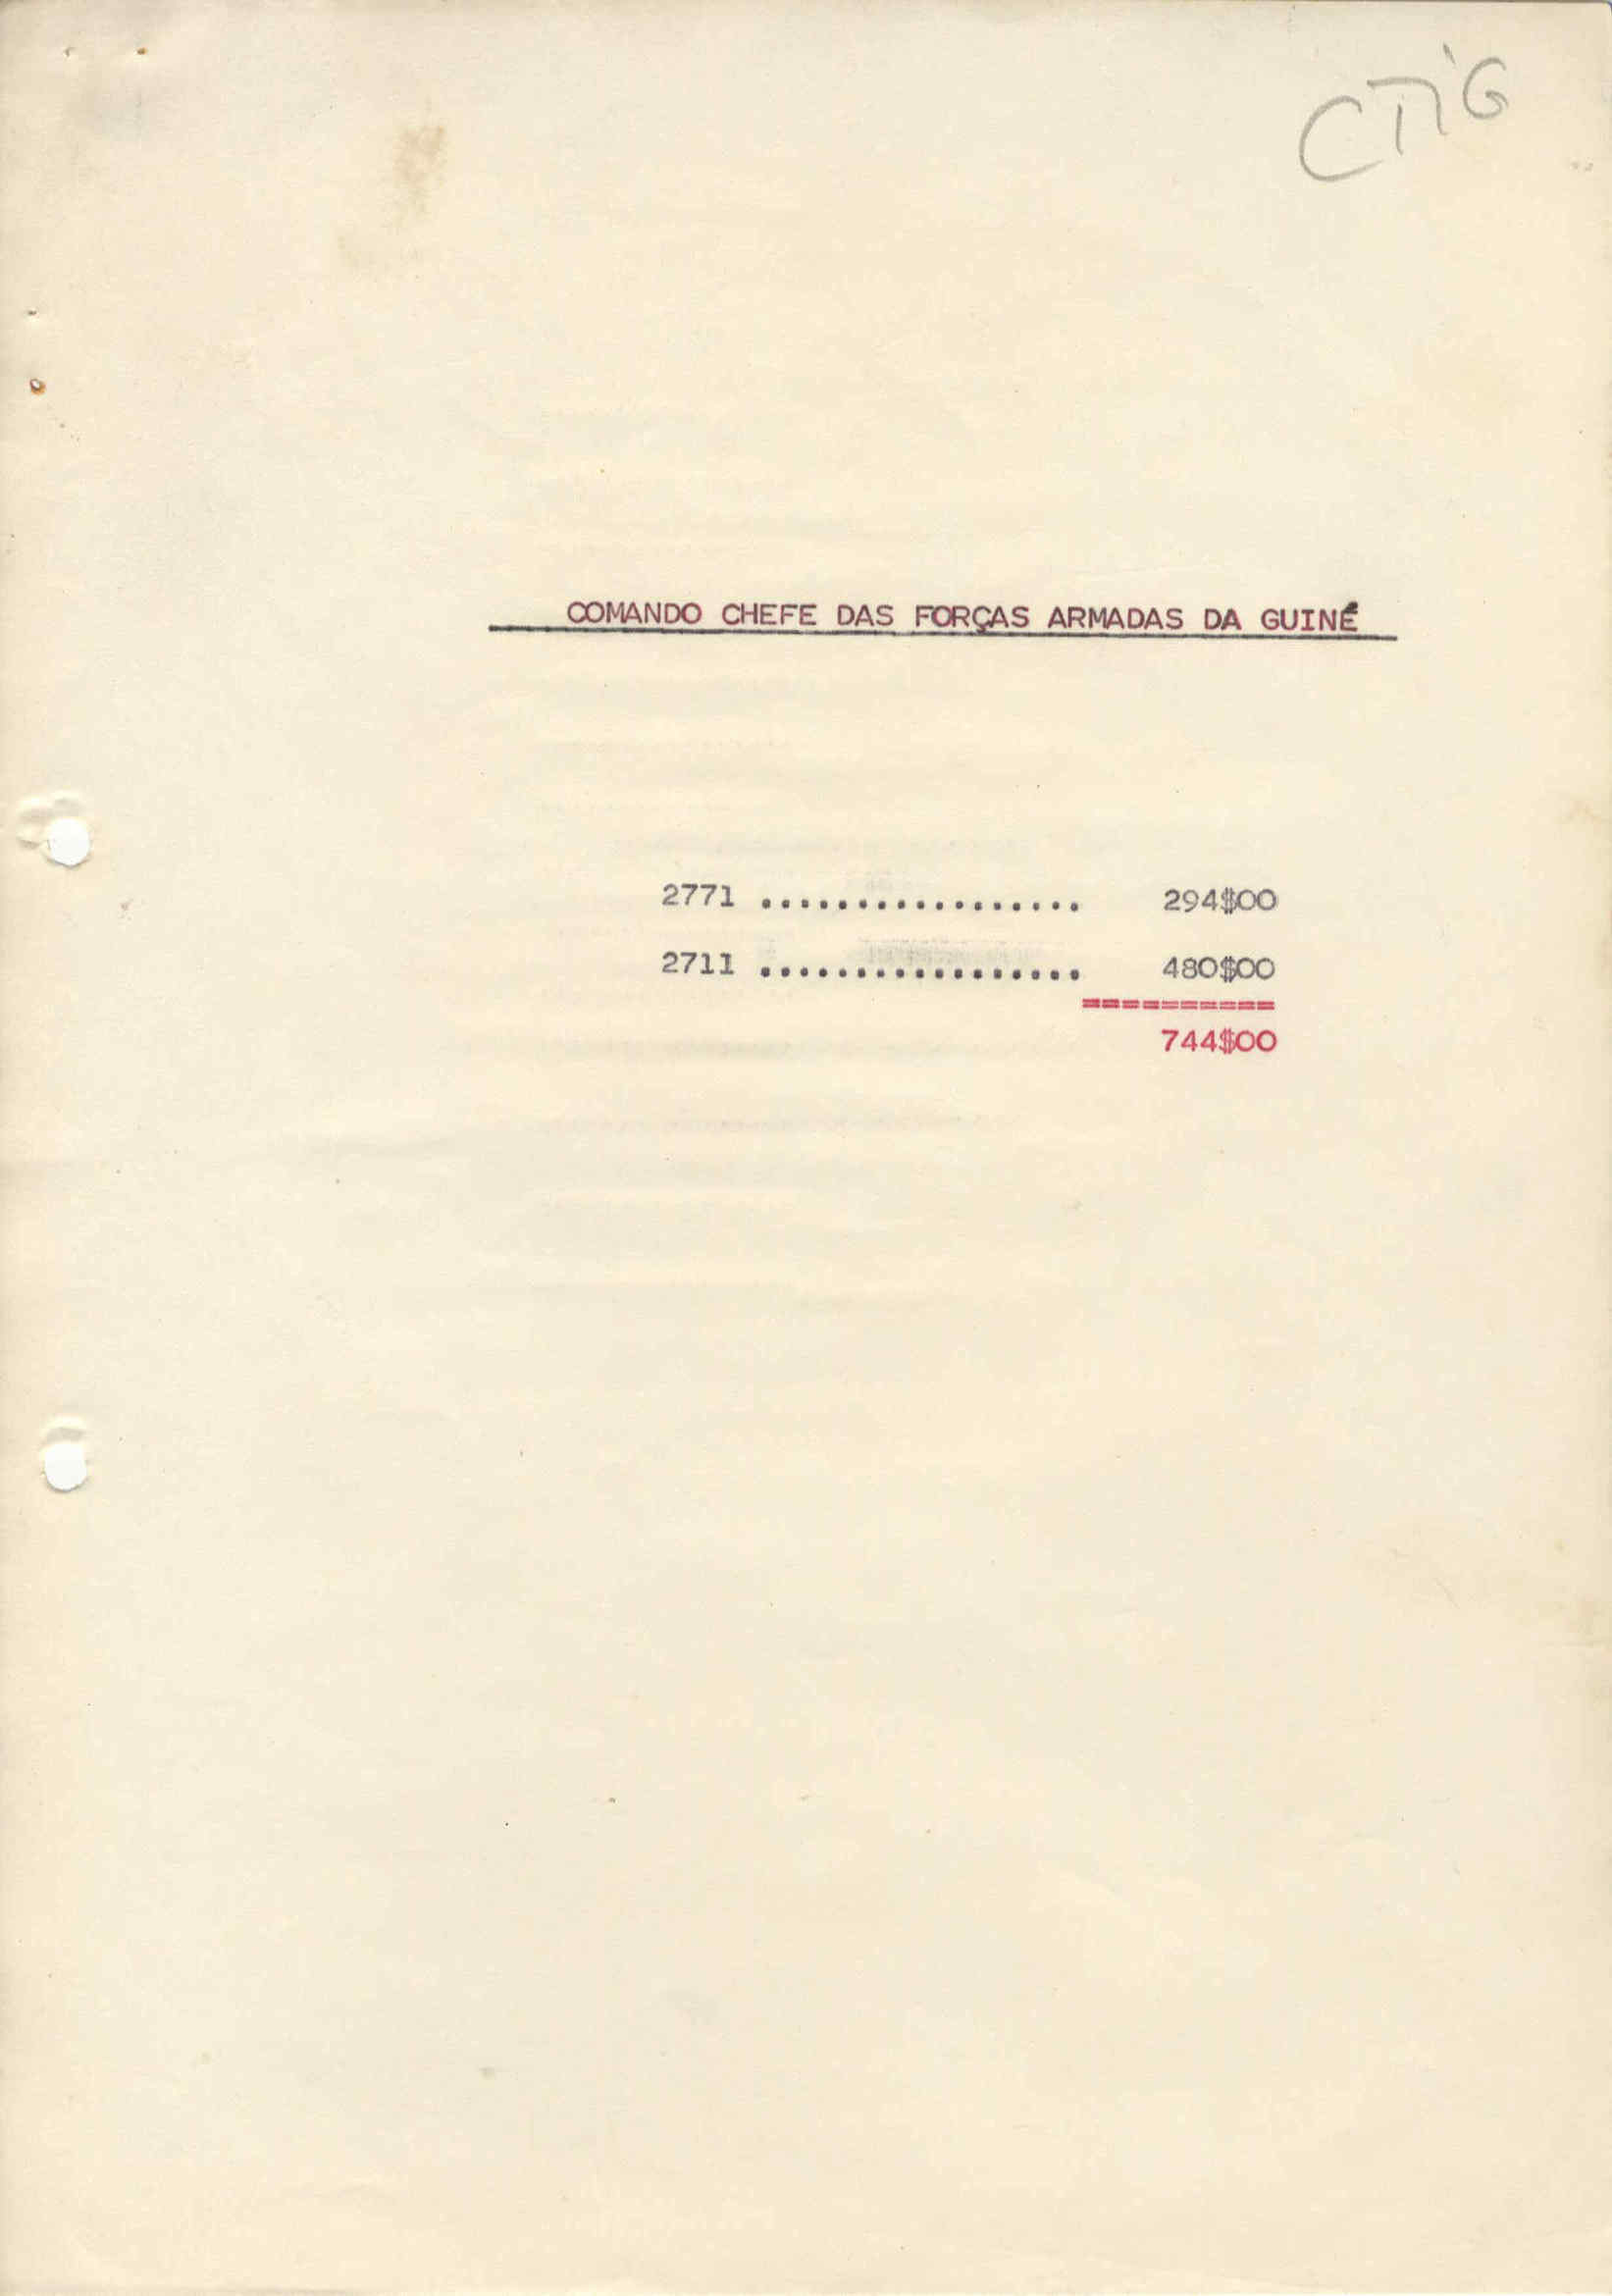 CTIG
COMANDO CHEFE DAS FORÇAS ARMADAS DA GUINÉ
2771 ................. 294$00
2711 ................. 480$00
==========
744$00